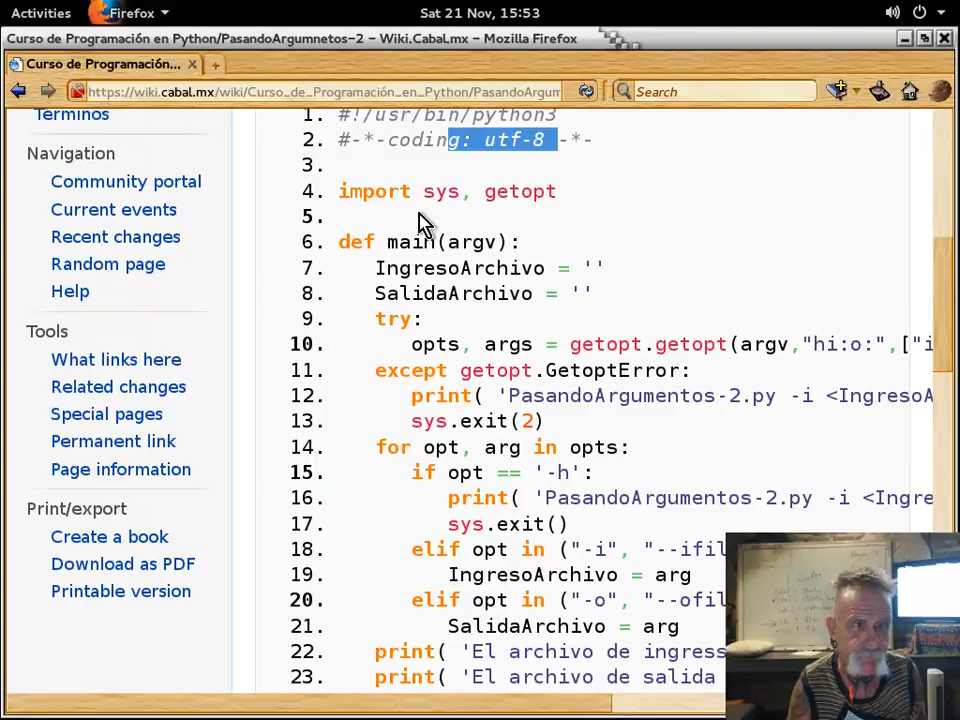 Activities Firefox Sat 21 Nov, 15:53
Curso de Programación en Python/PasandoArgumnetos-2 – Wiki.Cabal.mx – Mozilla Firefox
Curso de Programación...
https://wiki.cabal.mx/wiki/Curso_de_Programación_en_Python/PasandoArgum Search
Términos
Navigation
Community portal
Current events
Recent changes
Random page
Help
Tools
What links here
Related changes
Special pages
Permanent link
Page information
Print/export
Create a book
Download as PDF
Printable version
1. #!/usr/bin/python3
2. #-*-coding: utf-8 -*-
3.
4. import sys, getopt
5.
6. def main(argv):
7. IngresoArchivo = ''
8. SalidaArchivo = ''
9. try:
10. opts, args = getopt.getopt(argv,"hi:o:",["i
11. except getopt.GetoptError:
12. print( 'PasandoArgumentos-2.py -i <IngresoA
13. sys.exit(2)
14. for opt, arg in opts:
15. if opt == '-h':
16. print( 'PasandoArgumentos-2.py -i <Ingre
17. sys.exit()
18. elif opt in ("-i", "--ifil
19. IngresoArchivo = arg
20. elif opt in ("-o", "--ofil
21. SalidaArchivo = arg
22. print( 'El archivo de ingres
23. print( 'El archivo de salida